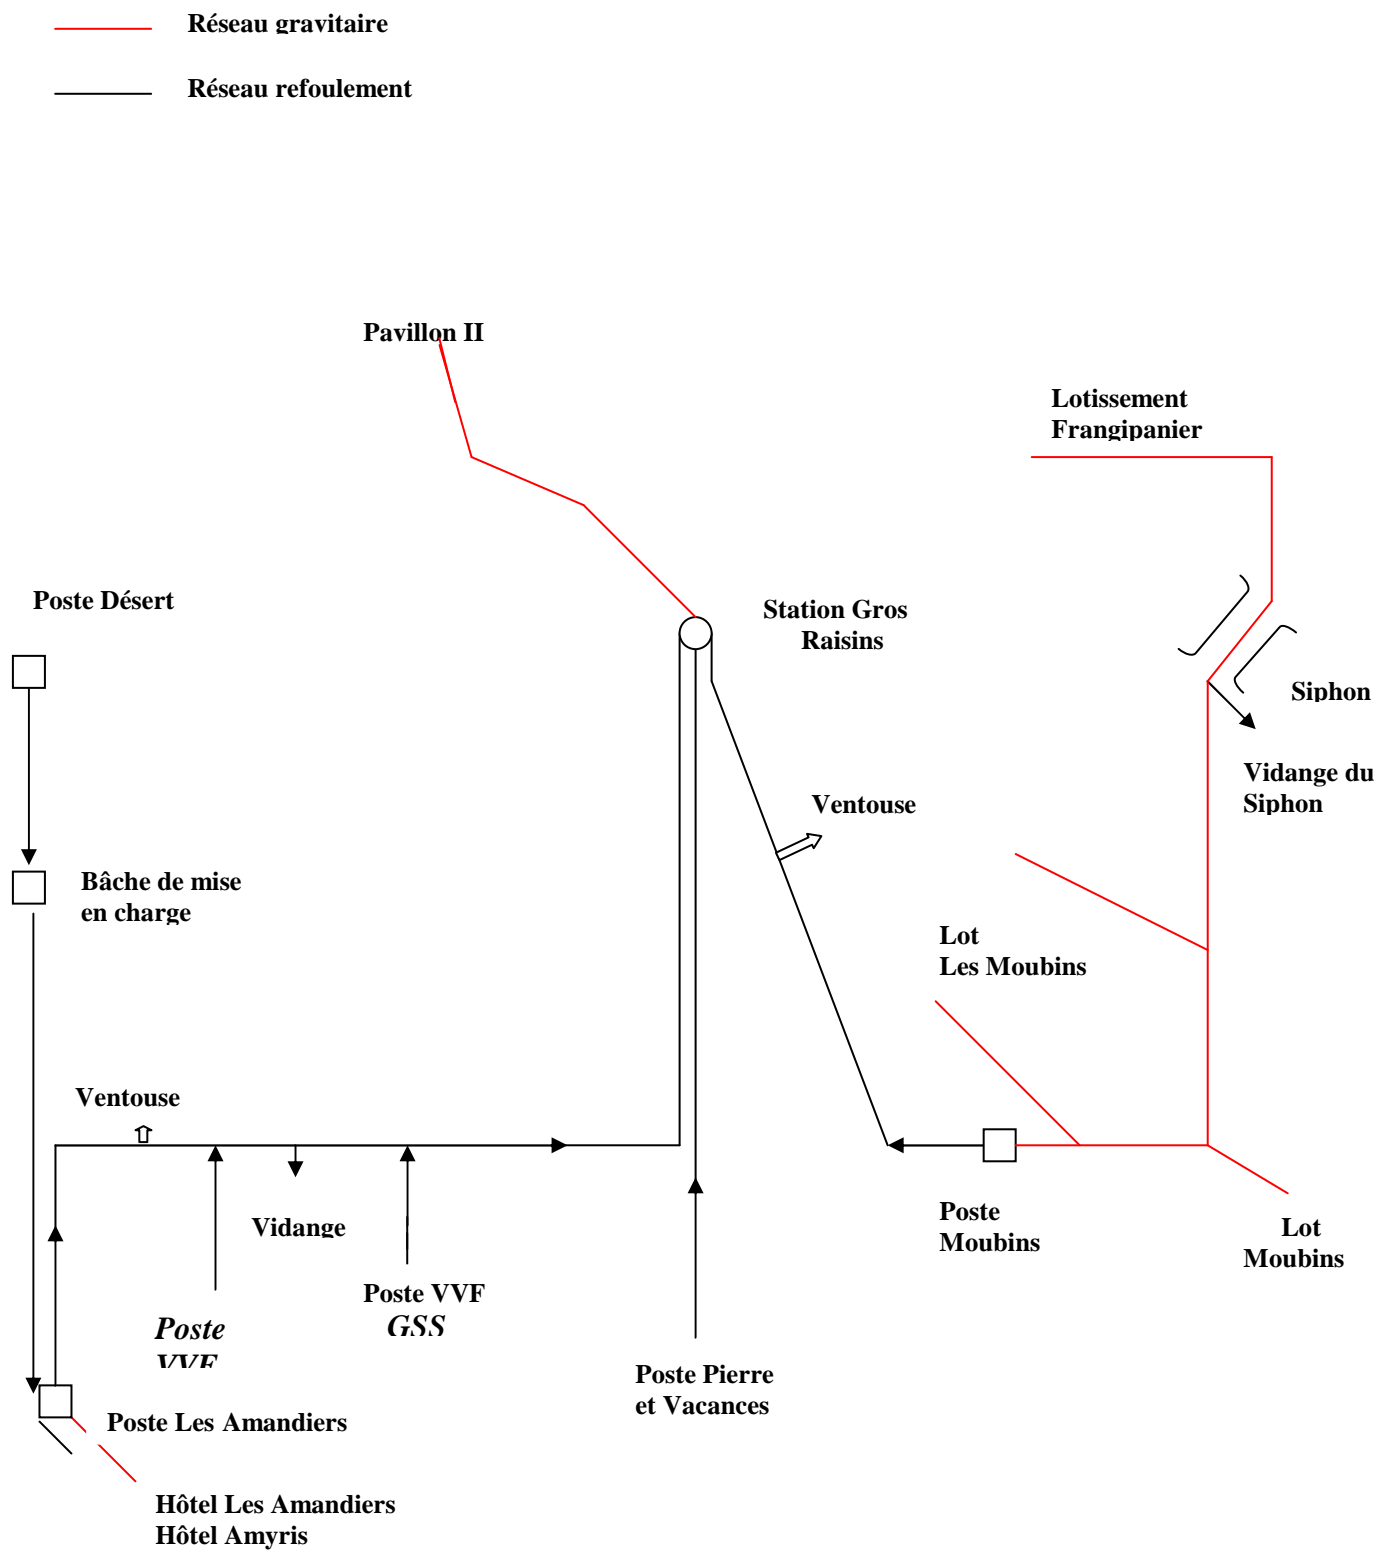 Réseau gravitaire
Réseau refoulement
Pavillon II
Lotissement
Frangipanier
Poste Désert
Station Gros
Raisins
Siphon
Vidange du
Siphon
Ventouse
Bâche de mise
en charge
Lot
Les Moubins
Ventouse
Poste
Moubins
Lot
Moubins
Vidange
Poste VVF
GSS
Poste
VVF
Poste Pierre
et Vacances
Poste Les Amandiers
Hôtel Les Amandiers
Hôtel Amyris